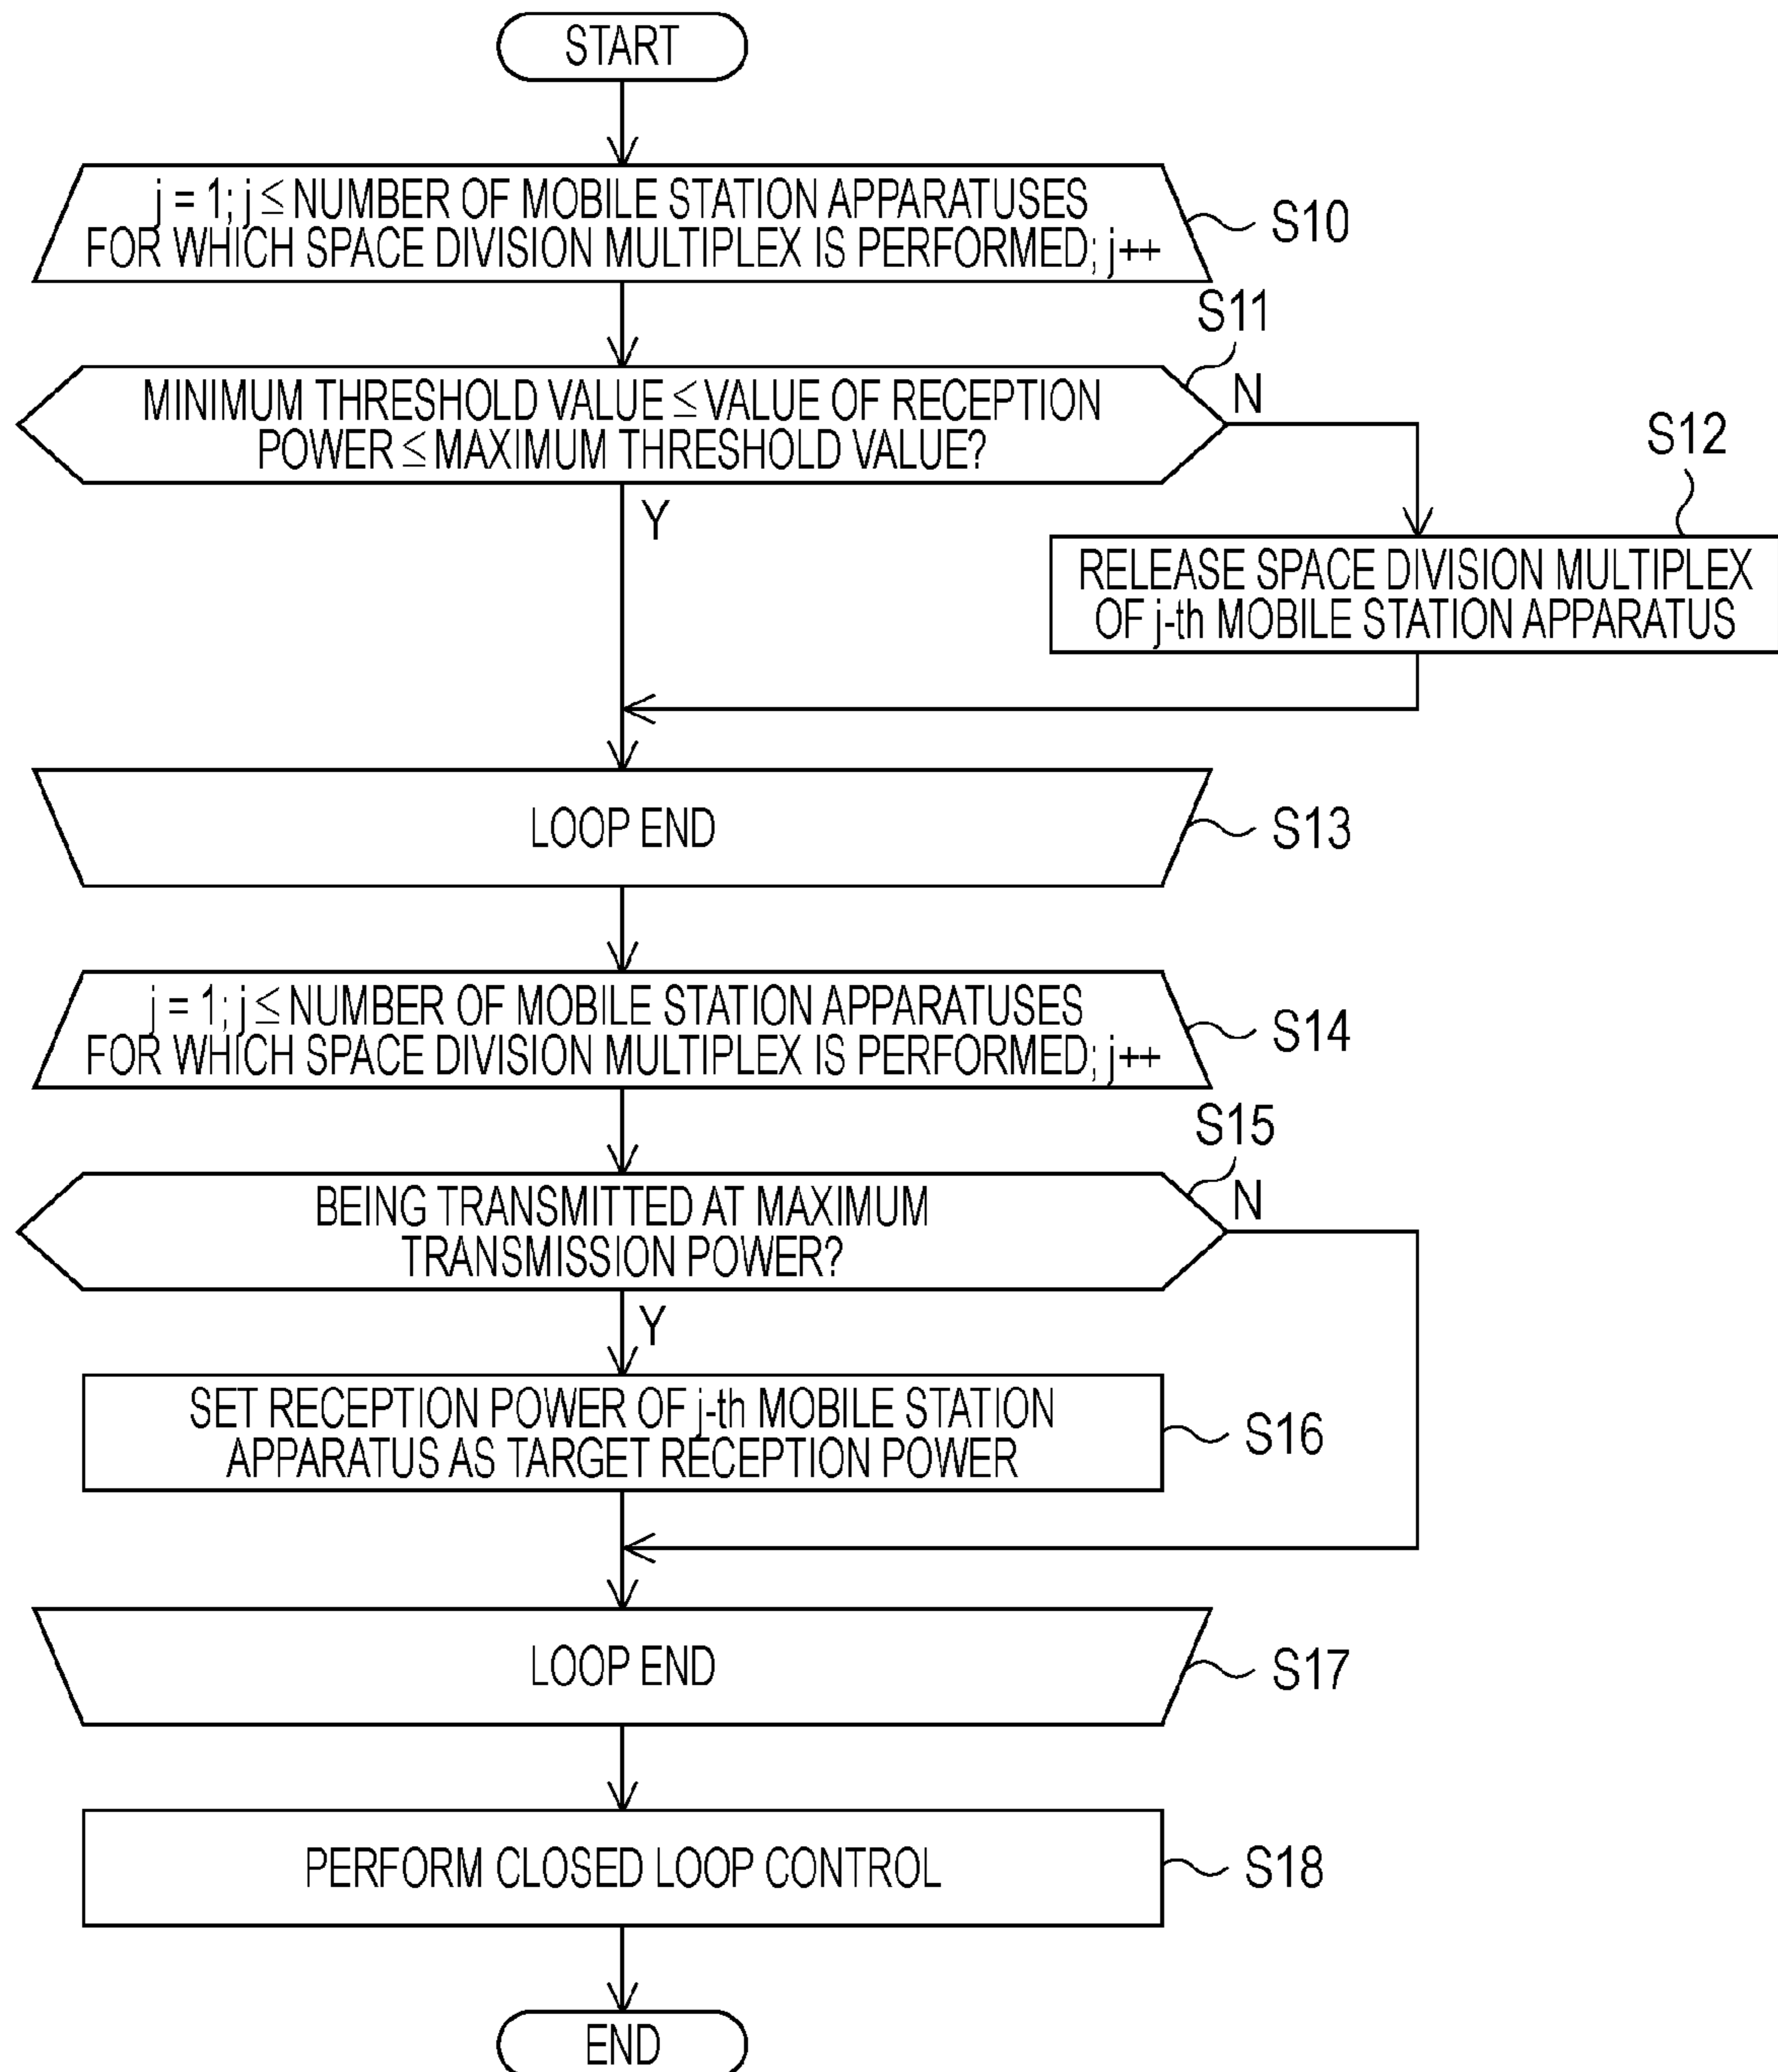 START
j = 1; j ≤ NUMBER OF MOBILE STATION APPARATUSES
FOR WHICH SPACE DIVISION MULTIPLEX IS PERFORMED; j++
S10
S11
MINIMUM THRESHOLD VALUE ≤ VALUE OF RECEPTION
POWER ≤ MAXIMUM THRESHOLD VALUE?
N
Y
S12
RELEASE SPACE DIVISION MULTIPLEX
OF j-th MOBILE STATION APPARATUS
LOOP END
S13
j = 1; j ≤ NUMBER OF MOBILE STATION APPARATUSES
FOR WHICH SPACE DIVISION MULTIPLEX IS PERFORMED; j++
S14
S15
BEING TRANSMITTED AT MAXIMUM
TRANSMISSION POWER?
N
Y
SET RECEPTION POWER OF j-th MOBILE STATION
APPARATUS AS TARGET RECEPTION POWER
S16
LOOP END
S17
PERFORM CLOSED LOOP CONTROL
S18
END